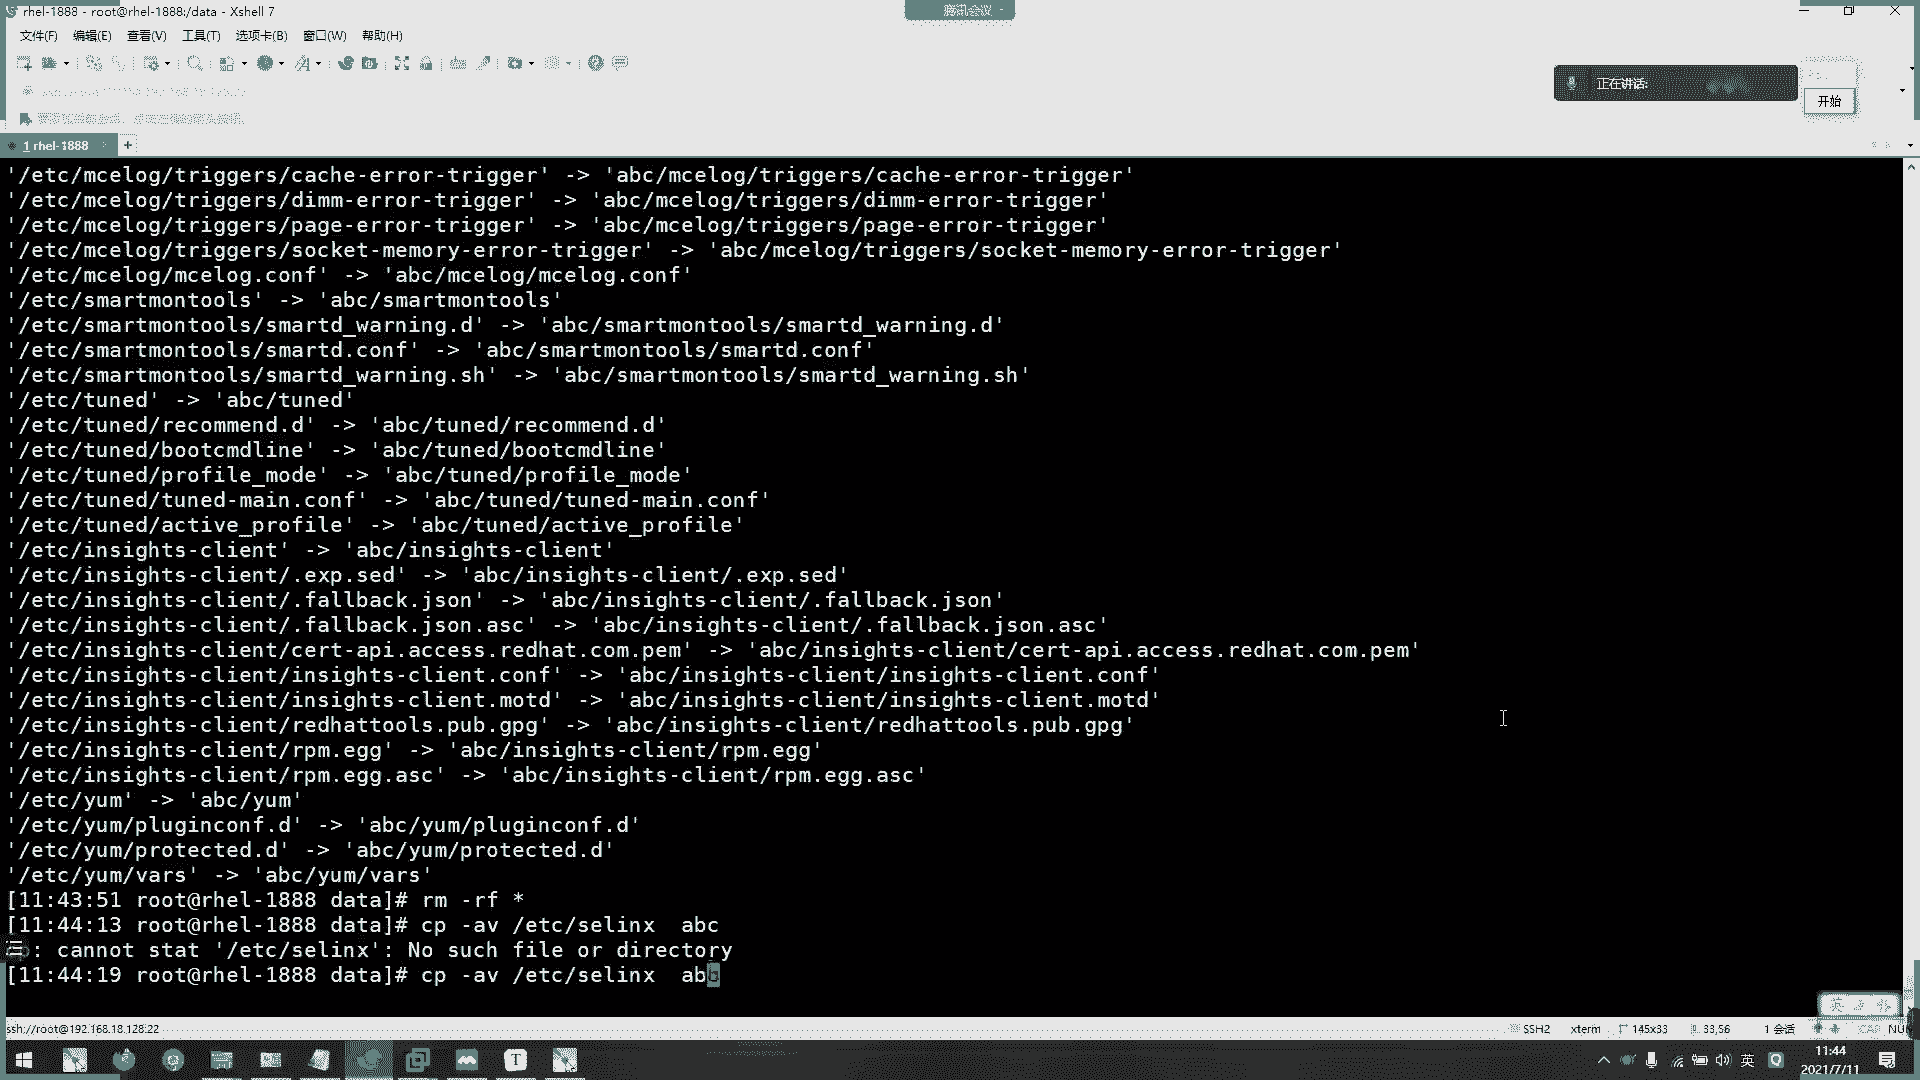 rhel-1888 - root@rhel-1888:/data - Xshell 7
腾讯会议
文件(F) 编辑(E) 查看(V) 工具(T) 选项卡(B) 窗口(W) 帮助(H)
正在讲话:
开始
1 rhel-1888
'/etc/mcelog/triggers/cache-error-trigger' -> 'abc/mcelog/triggers/cache-error-trigger'
'/etc/mcelog/triggers/dimm-error-trigger' -> 'abc/mcelog/triggers/dimm-error-trigger'
'/etc/mcelog/triggers/page-error-trigger' -> 'abc/mcelog/triggers/page-error-trigger'
'/etc/mcelog/triggers/socket-memory-error-trigger' -> 'abc/mcelog/triggers/socket-memory-error-trigger'
'/etc/mcelog/mcelog.conf' -> 'abc/mcelog/mcelog.conf'
'/etc/smartmontools' -> 'abc/smartmontools'
'/etc/smartmontools/smartd_warning.d' -> 'abc/smartmontools/smartd_warning.d'
'/etc/smartmontools/smartd.conf' -> 'abc/smartmontools/smartd.conf'
'/etc/smartmontools/smartd_warning.sh' -> 'abc/smartmontools/smartd_warning.sh'
'/etc/tuned' -> 'abc/tuned'
'/etc/tuned/recommend.d' -> 'abc/tuned/recommend.d'
'/etc/tuned/bootcmdline' -> 'abc/tuned/bootcmdline'
'/etc/tuned/profile_mode' -> 'abc/tuned/profile_mode'
'/etc/tuned/tuned-main.conf' -> 'abc/tuned/tuned-main.conf'
'/etc/tuned/active_profile' -> 'abc/tuned/active_profile'
'/etc/insights-client' -> 'abc/insights-client'
'/etc/insights-client/.exp.sed' -> 'abc/insights-client/.exp.sed'
'/etc/insights-client/.fallback.json' -> 'abc/insights-client/.fallback.json'
'/etc/insights-client/.fallback.json.asc' -> 'abc/insights-client/.fallback.json.asc'
'/etc/insights-client/cert-api.access.redhat.com.pem' -> 'abc/insights-client/cert-api.access.redhat.com.pem'
'/etc/insights-client/insights-client.conf' -> 'abc/insights-client/insights-client.conf'
'/etc/insights-client/insights-client.motd' -> 'abc/insights-client/insights-client.motd'
'/etc/insights-client/redhattools.pub.gpg' -> 'abc/insights-client/redhattools.pub.gpg'
'/etc/insights-client/rpm.egg' -> 'abc/insights-client/rpm.egg'
'/etc/insights-client/rpm.egg.asc' -> 'abc/insights-client/rpm.egg.asc'
'/etc/yum' -> 'abc/yum'
'/etc/yum/pluginconf.d' -> 'abc/yum/pluginconf.d'
'/etc/yum/protected.d' -> 'abc/yum/protected.d'
'/etc/yum/vars' -> 'abc/yum/vars'
[11:43:51 root@rhel-1888 data]# rm -rf *
[11:44:13 root@rhel-1888 data]# cp -av /etc/selinx  abc
: cannot stat '/etc/selinx': No such file or directory
[11:44:19 root@rhel-1888 data]# cp -av /etc/selinx  ab
ssh://root@192.168.18.128:22 SSH2 xterm 145x33 33,56 1 会话 CAP NUM
英 11:44
2021/7/11